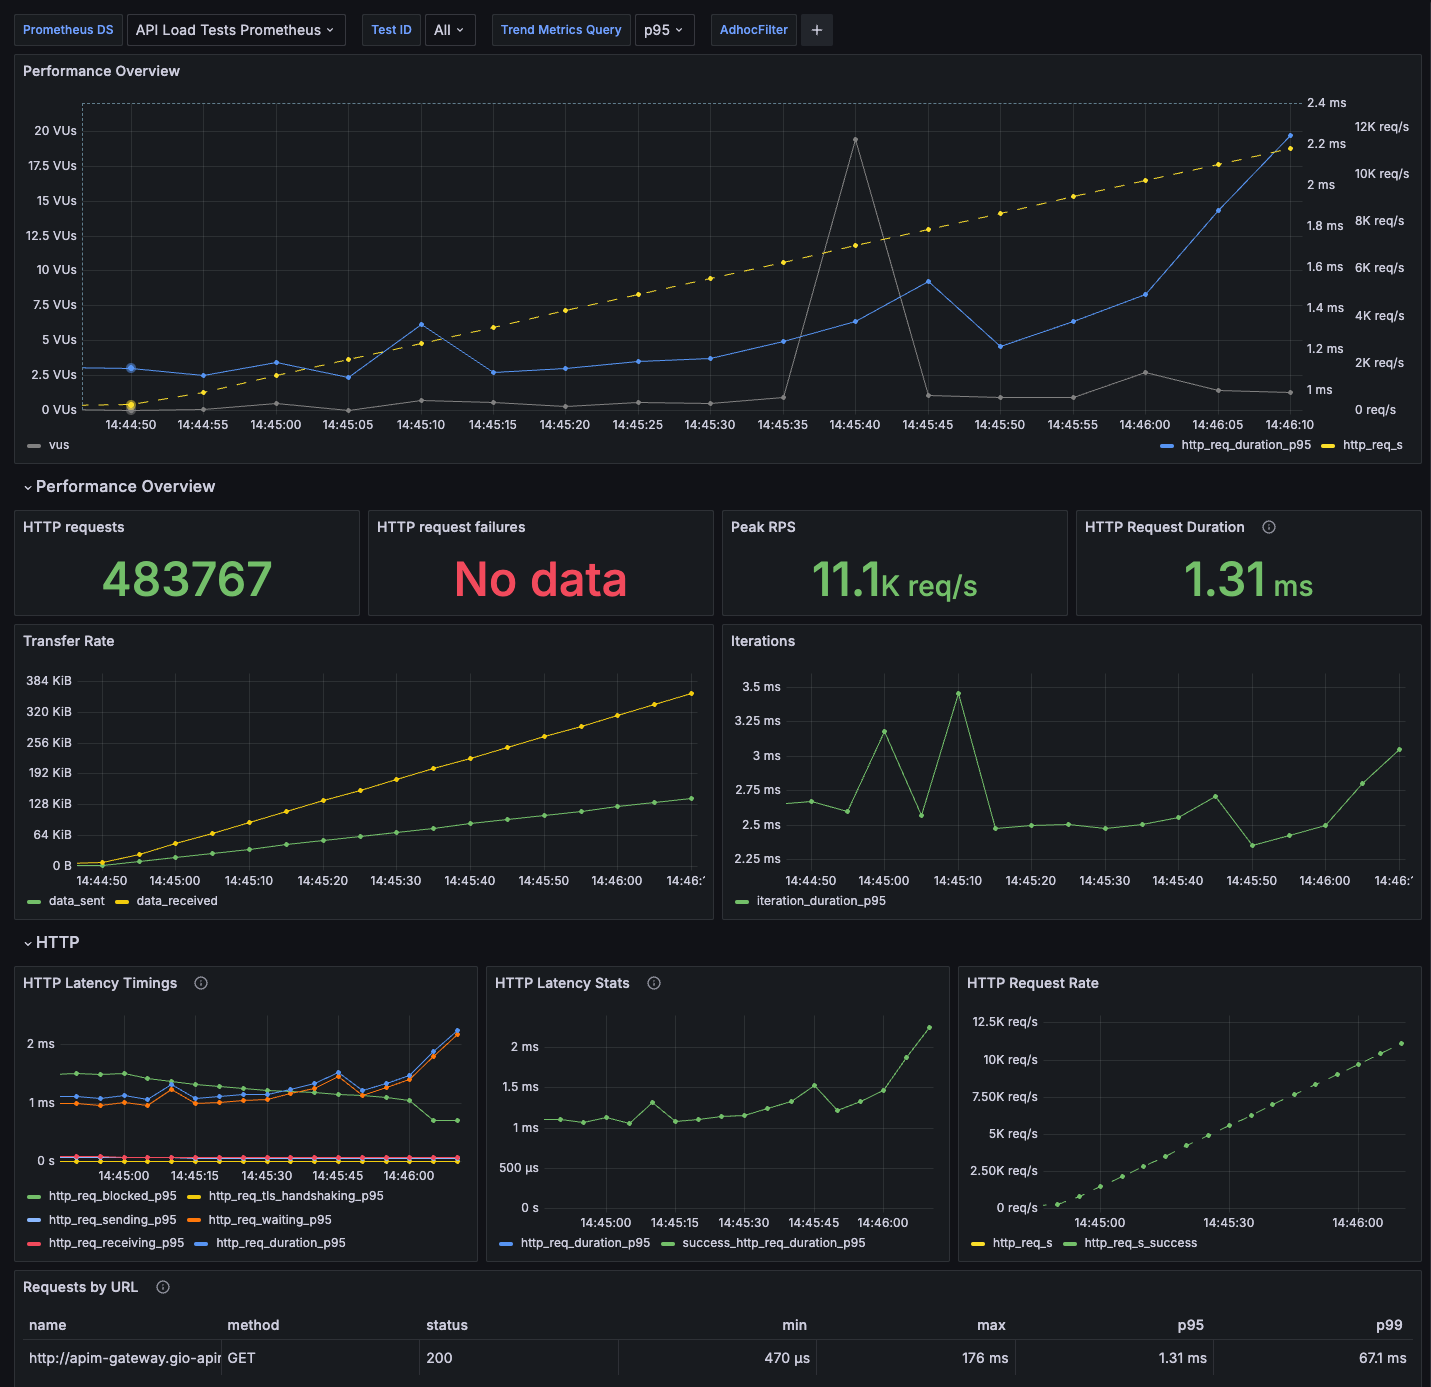 Prometheus DS API Load Tests Prometheus Test ID All Trend Metrics Query p95 AdhocFilter +
Performance Overview
20 VUs
17.5 VUs
15 VUs
12.5 VUs
10 VUs
7.5 VUs
5 VUs
2.5 VUs
0 VUs
2.4 ms
2.2 ms
2 ms
1.8 ms
1.6 ms
1.4 ms
1.2 ms
1 ms
12K req/s
10K req/s
8K req/s
6K req/s
4K req/s
2K req/s
0 req/s
14:44:50 14:44:55 14:45:00 14:45:05 14:45:10 14:45:15 14:45:20 14:45:25 14:45:30 14:45:35 14:45:40 14:45:45 14:45:50 14:45:55 14:46:00 14:46:05 14:46:10
vus http_req_duration_p95 http_req_s
Performance Overview
HTTP requests
483767
HTTP request failures
No data
Peak RPS
11.1K req/s
HTTP Request Duration
1.31 ms
Transfer Rate
384 KiB
320 KiB
256 KiB
192 KiB
128 KiB
64 KiB
0 B
14:44:50 14:45:00 14:45:10 14:45:20 14:45:30 14:45:40 14:45:50 14:46:00 14:46:
data_sent data_received
Iterations
3.5 ms
3.25 ms
3 ms
2.75 ms
2.5 ms
2.25 ms
14:44:50 14:45:00 14:45:10 14:45:20 14:45:30 14:45:40 14:45:50 14:46:00 14:46:
iteration_duration_p95
HTTP
HTTP Latency Timings
2 ms
1 ms
0 s
14:45:00 14:45:15 14:45:30 14:45:45 14:46:00
http_req_blocked_p95 http_req_tls_handshaking_p95
http_req_sending_p95 http_req_waiting_p95
http_req_receiving_p95 http_req_duration_p95
HTTP Latency Stats
2 ms
1.5 ms
1 ms
500 µs
0 s
14:45:00 14:45:15 14:45:30 14:45:45 14:46:00
http_req_duration_p95 success_http_req_duration_p95
HTTP Request Rate
12.5K req/s
10K req/s
7.50K req/s
5K req/s
2.50K req/s
0 req/s
14:45:00 14:45:30 14:46:00
http_req_s http_req_s_success
Requests by URL
name method status min max p95 p99
http://apim-gateway.gio-apir GET 200 470 µs 176 ms 1.31 ms 67.1 ms